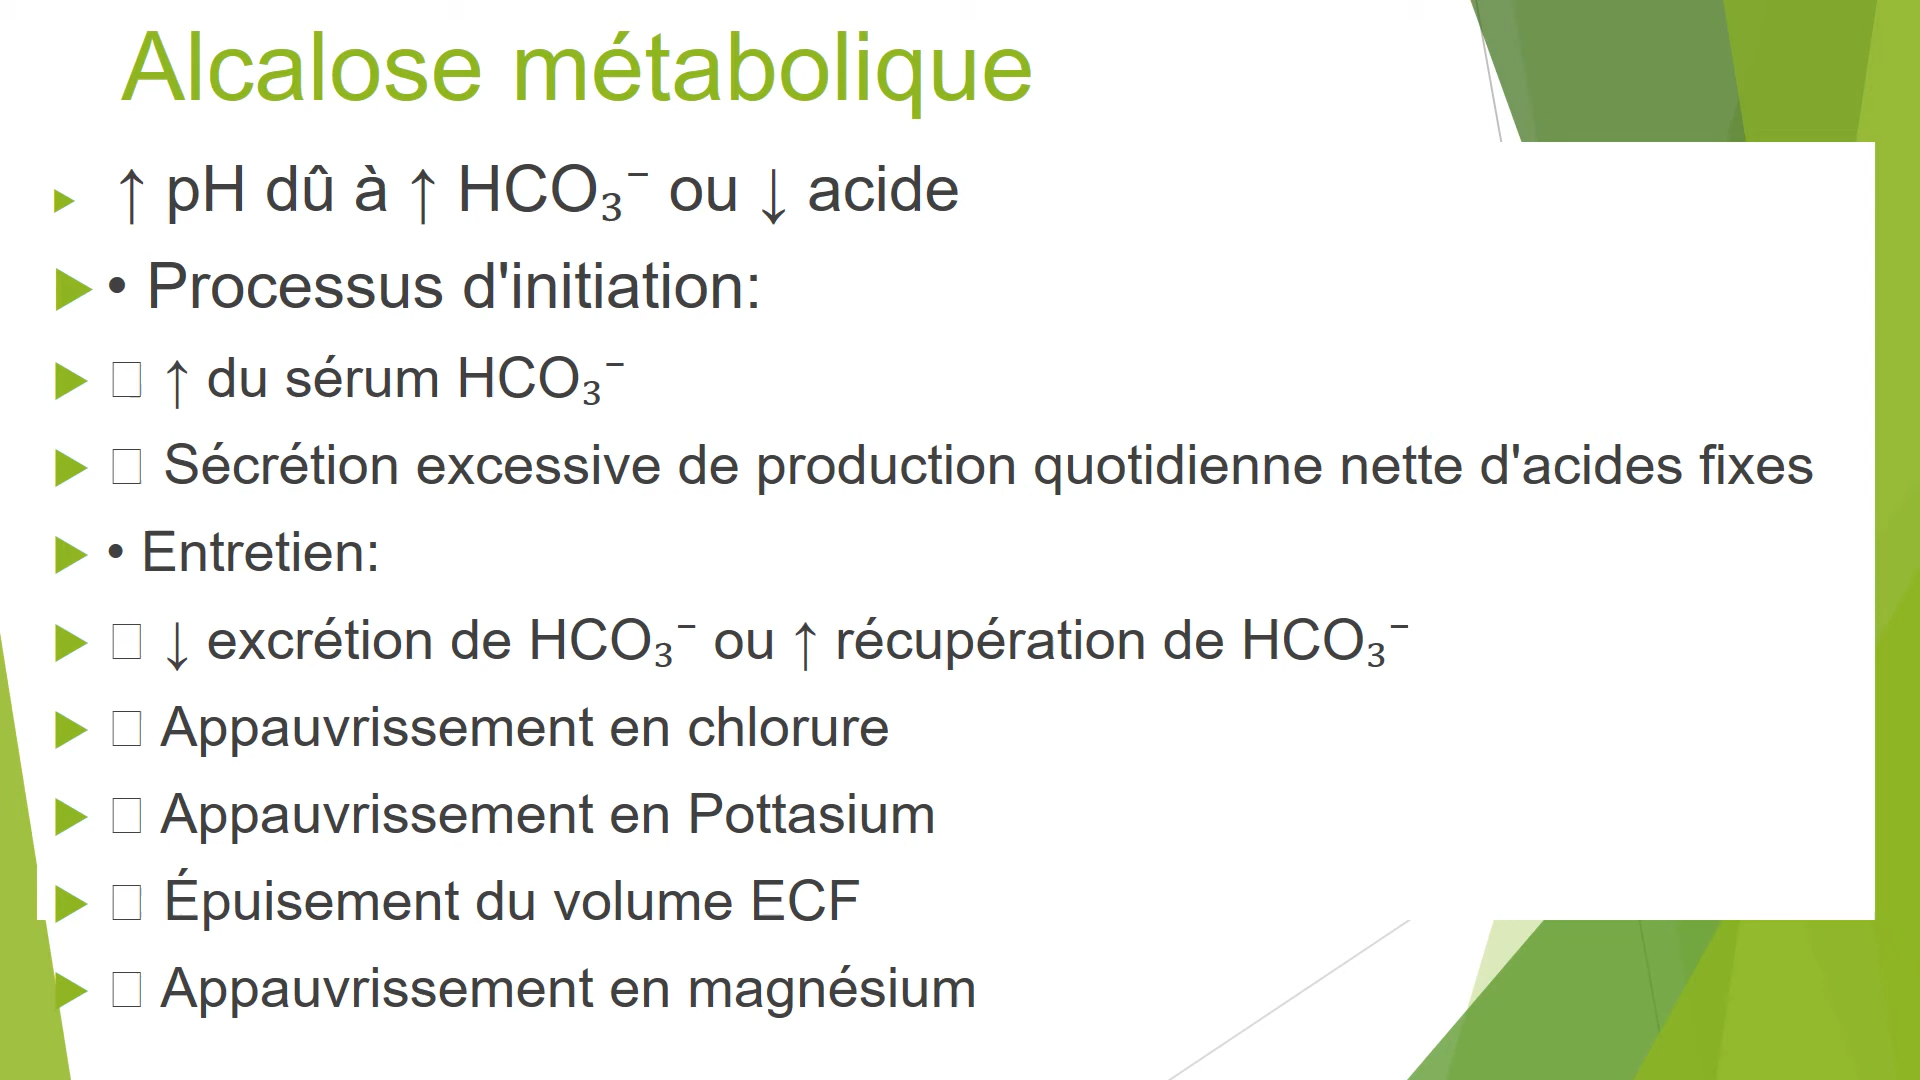 Alcalose métabolique
↑ pH dû à ↑ HCO₃⁻ ou ↓ acide
• Processus d'initiation:
↑ du sérum HCO₃⁻
Sécrétion excessive de production quotidienne nette d'acides fixes
• Entretien:
↓ excrétion de HCO₃⁻ ou ↑ récupération de HCO₃⁻
Appauvrissement en chlorure
Appauvrissement en Pottasium
Épuisement du volume ECF
Appauvrissement en magnésium